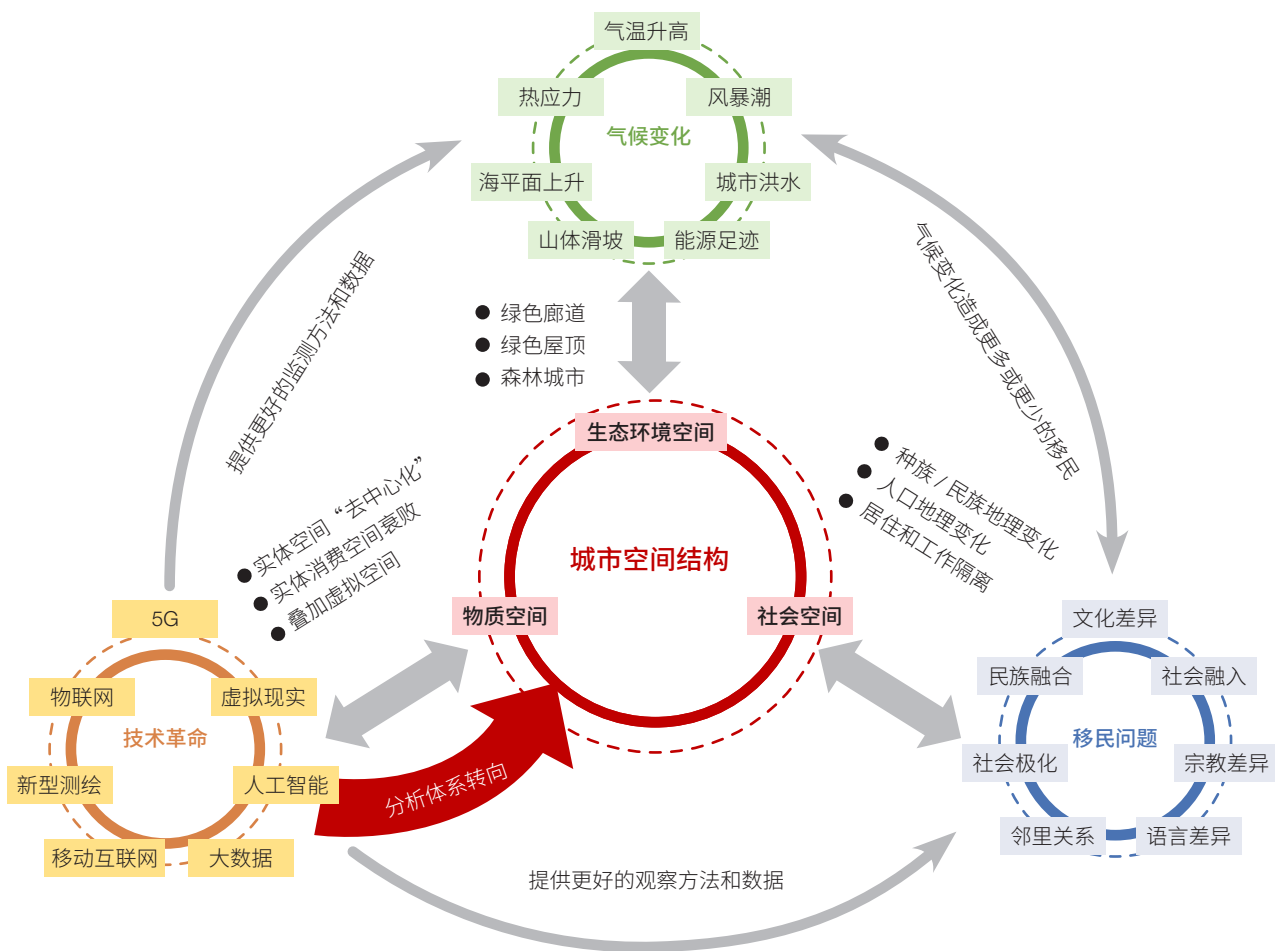 气温升高
热应力
风暴潮
气候变化
海平面上升
城市洪水
山体滑坡
能源足迹
提供更好的监测方法和数据
气候变化造成更多或更少的移民
● 绿色廊道
● 绿色屋顶
● 森林城市
生态环境空间
城市空间结构
物质空间
社会空间
● 实体空间“去中心化”
● 实体消费空间衰败
● 叠加虚拟空间
● 种族 / 民族地理变化
● 人口地理变化
● 居住和工作隔离
5G
物联网
虚拟现实
技术革命
新型测绘
人工智能
移动互联网
大数据
分析体系转向
文化差异
民族融合
社会融入
移民问题
社会极化
宗教差异
邻里关系
语言差异
提供更好的观察方法和数据